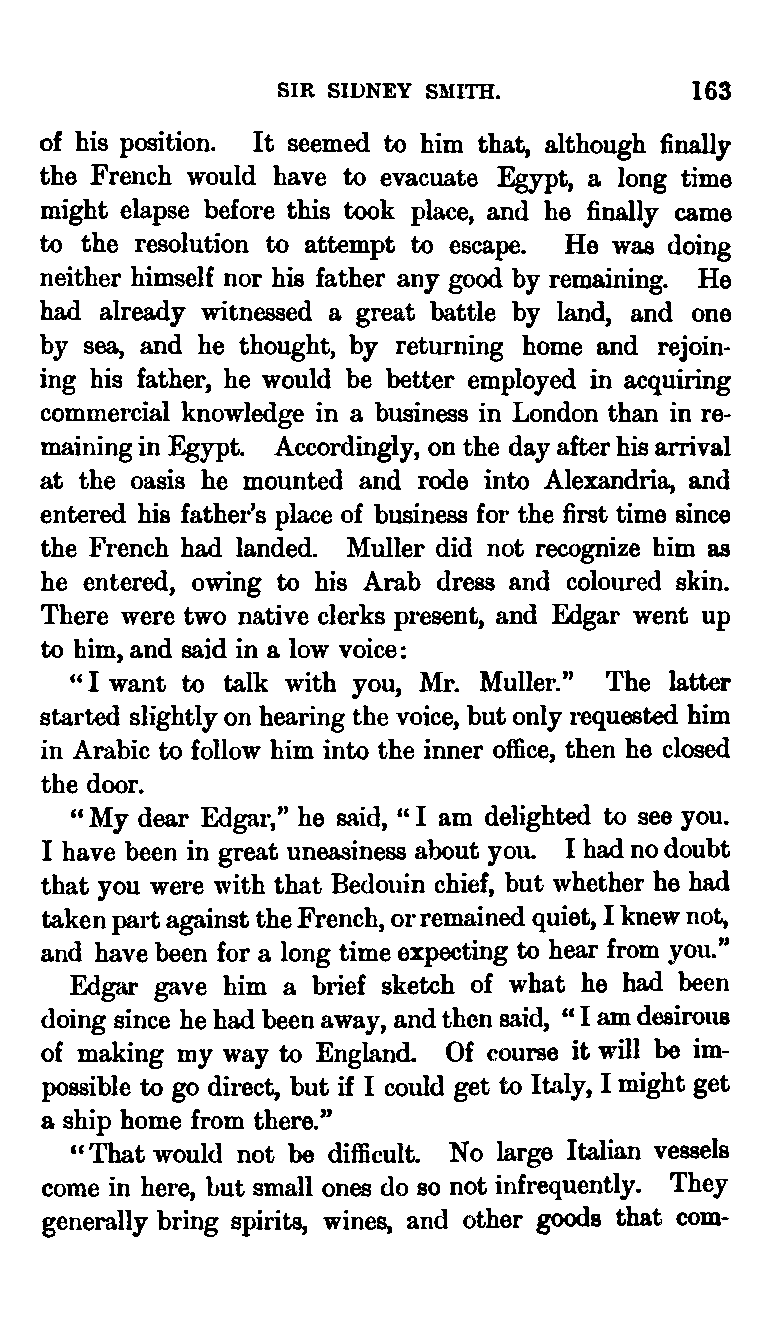 SIR SIDNEY SMITH. 163
of his position. It seemed to him that, although finally
the French would have to evacuate Egypt, a long time
might elapse before this took place, and he finally came
to the resolution to attempt to escape. He was doing
neither himself nor his father any good by remaining. He
had already witnessed a great battle by land, and one
by sea, and he thought, by returning home and rejoin-
ing his father, he would be better employed in acquiring
commercial knowledge in a business in London than in re-
maining in Egypt. Accordingly, on the day after his arrival
at the oasis he mounted and rode into Alexandria, and
entered his father's place of business for the first time since
the French had landed. Muller did not recognize him as
he entered, owing to his Arab dress and coloured skin.
There were two native clerks present, and Edgar went up
to him, and said in a low voice:
"I want to talk with you, Mr. Muller." The latter
started slightly on hearing the voice, but only requested him
in Arabic to follow him into the inner office, then he closed
the door.
"My dear Edgar," he said, "I am delighted to see you.
I have been in great uneasiness about you. I had no doubt
that you were with that Bedouin chief, but whether he had
taken part against the French, or remained quiet, I knew not,
and have been for a long time expecting to hear from you."
Edgar gave him a brief sketch of what he had been
doing since he had been away, and then said, "I am desirous
of making my way to England. Of course it will be im-
possible to go direct, but if I could get to Italy, I might get
a ship home from there."
"That would not be difficult. No large Italian vessels
come in here, but small ones do so not infrequently. They
generally bring spirits, wines, and other goods that com-